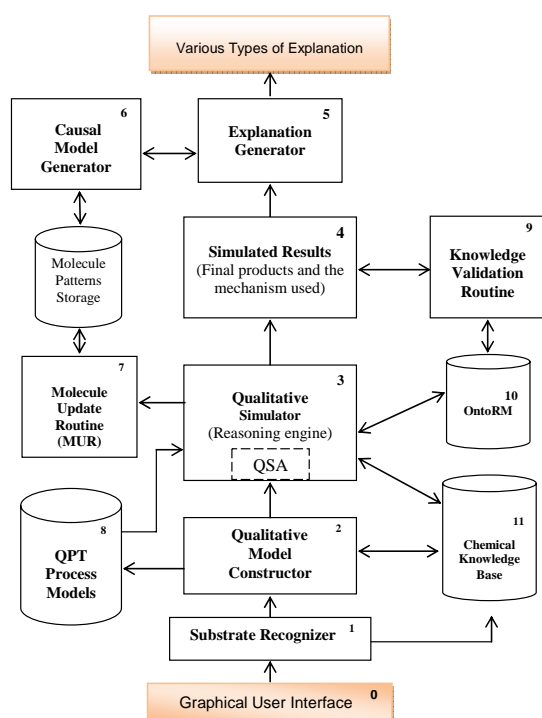 Various Types of Explanation
6
Causal
Model
Generator
5
Explanation
Generator
4
Simulated Results
(Final products and the
mechanism used)
9
Knowledge
Validation
Routine
Molecule
Patterns
Storage
7
Molecule
Update
Routine
(MUR)
3
Qualitative
Simulator
(Reasoning engine)
QSA
10
OntoRM
8
QPT
Process
Models
2
Qualitative
Model
Constructor
11
Chemical
Knowledge
Base
Substrate Recognizer 1
Graphical User Interface 0